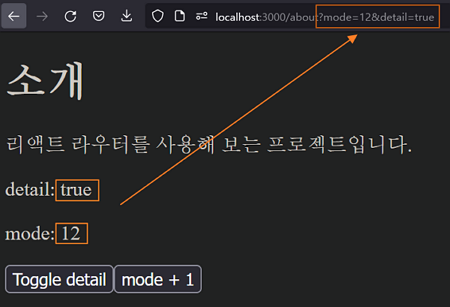 localhost:3000/about?mode=12&detail=true
소개
리액트 라우터를 사용해 보는 프로젝트입니다.
detail: true
mode: 12
Toggle detail mode + 1